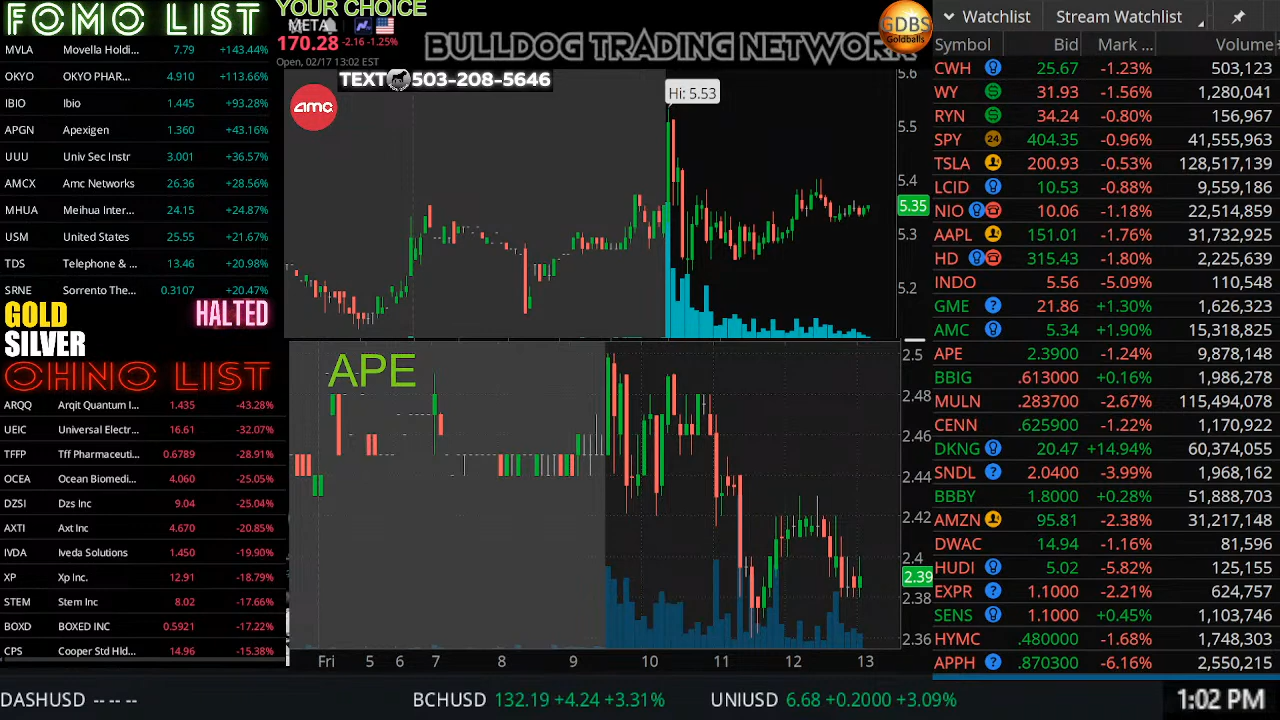 FOMO LIST
MVLA Movella Holdi... 7.79 +143.44%
OKYO OKYO PHAR... 4.910 +113.66%
IBIO Ibio 1.445 +93.28%
APGN Apexigen 1.360 +43.16%
UUU Univ Sec Instr 3.001 +36.57%
AMCX Amc Networks 26.36 +28.56%
MHUA Meihua Inter... 24.15 +24.87%
USM United States 25.55 +21.67%
TDS Telephone & ... 13.46 +20.98%
SRNE Sorrento The... 0.3107 +20.47%
GOLD HALTED
SILVER
OHNO LIST
ARQQ Arqit Quantum I... 1.435 -43.28%
UEIC Universal Electr... 16.61 -32.07%
TFFP Tff Pharmaceuti... 0.6789 -28.91%
OCEA Ocean Biomedi... 4.060 -25.05%
DZSI Dzs Inc 9.04 -25.04%
AXTI Axt Inc 4.670 -20.85%
IVDA Iveda Solutions 1.450 -19.90%
XP Xp Inc. 12.91 -18.79%
STEM Stem Inc 8.02 -17.66%
BOXD BOXED INC 0.5921 -17.22%
CPS Cooper Std Hld... 14.96 -15.38%
YOUR CHOICE
META
170.28 -2.16 -1.25%
Open, 02/17 13:02 EST
BULLDOG TRADING NETWORK
GDBS
Goldballs
TEXT 503-208-5646
amc
Hi: 5.53
5.6
5.5
5.4
5.35
5.3
5.2
APE
2.5
2.48
2.46
2.44
2.42
2.4
2.39
2.38
2.36
Fri 5 6 7 8 9 10 11 12 13
Watchlist Stream Watchlist
Symbol Bid Mark ... Volume
CWH 25.67 -1.23% 503,123
WY 31.93 -1.56% 1,280,041
RYN 34.24 -0.80% 156,967
SPY 24 404.35 -0.96% 41,555,963
TSLA 200.93 -0.53% 128,517,139
LCID 10.53 -0.88% 9,559,186
NIO 10.06 -1.18% 22,514,859
AAPL 151.01 -1.76% 31,732,925
HD 315.43 -1.80% 2,225,639
INDO 5.56 -5.09% 110,548
GME ? 21.86 +1.30% 1,626,323
AMC 5.34 +1.90% 15,318,825
APE 2.3900 -1.24% 9,878,148
BBIG .613000 +0.16% 1,986,278
MULN .283700 -2.67% 115,494,078
CENN .625900 -1.22% 1,170,922
DKNG 20.47 +14.94% 60,374,055
SNDL ? 2.0400 -3.99% 1,968,162
BBBY 1.8000 +0.28% 51,888,703
AMZN 95.81 -2.38% 31,217,148
DWAC 14.94 -1.16% 81,596
HUDI 5.02 -5.82% 125,155
EXPR ? 1.1000 -2.21% 624,757
SENS 1.1000 +0.45% 1,103,746
HYMC .480000 -1.68% 1,748,303
APPH ? .870300 -6.16% 2,550,215
DASHUSD -- -- -- BCHUSD 132.19 +4.24 +3.31% UNIUSD 6.68 +0.2000 +3.09% 1:02 PM